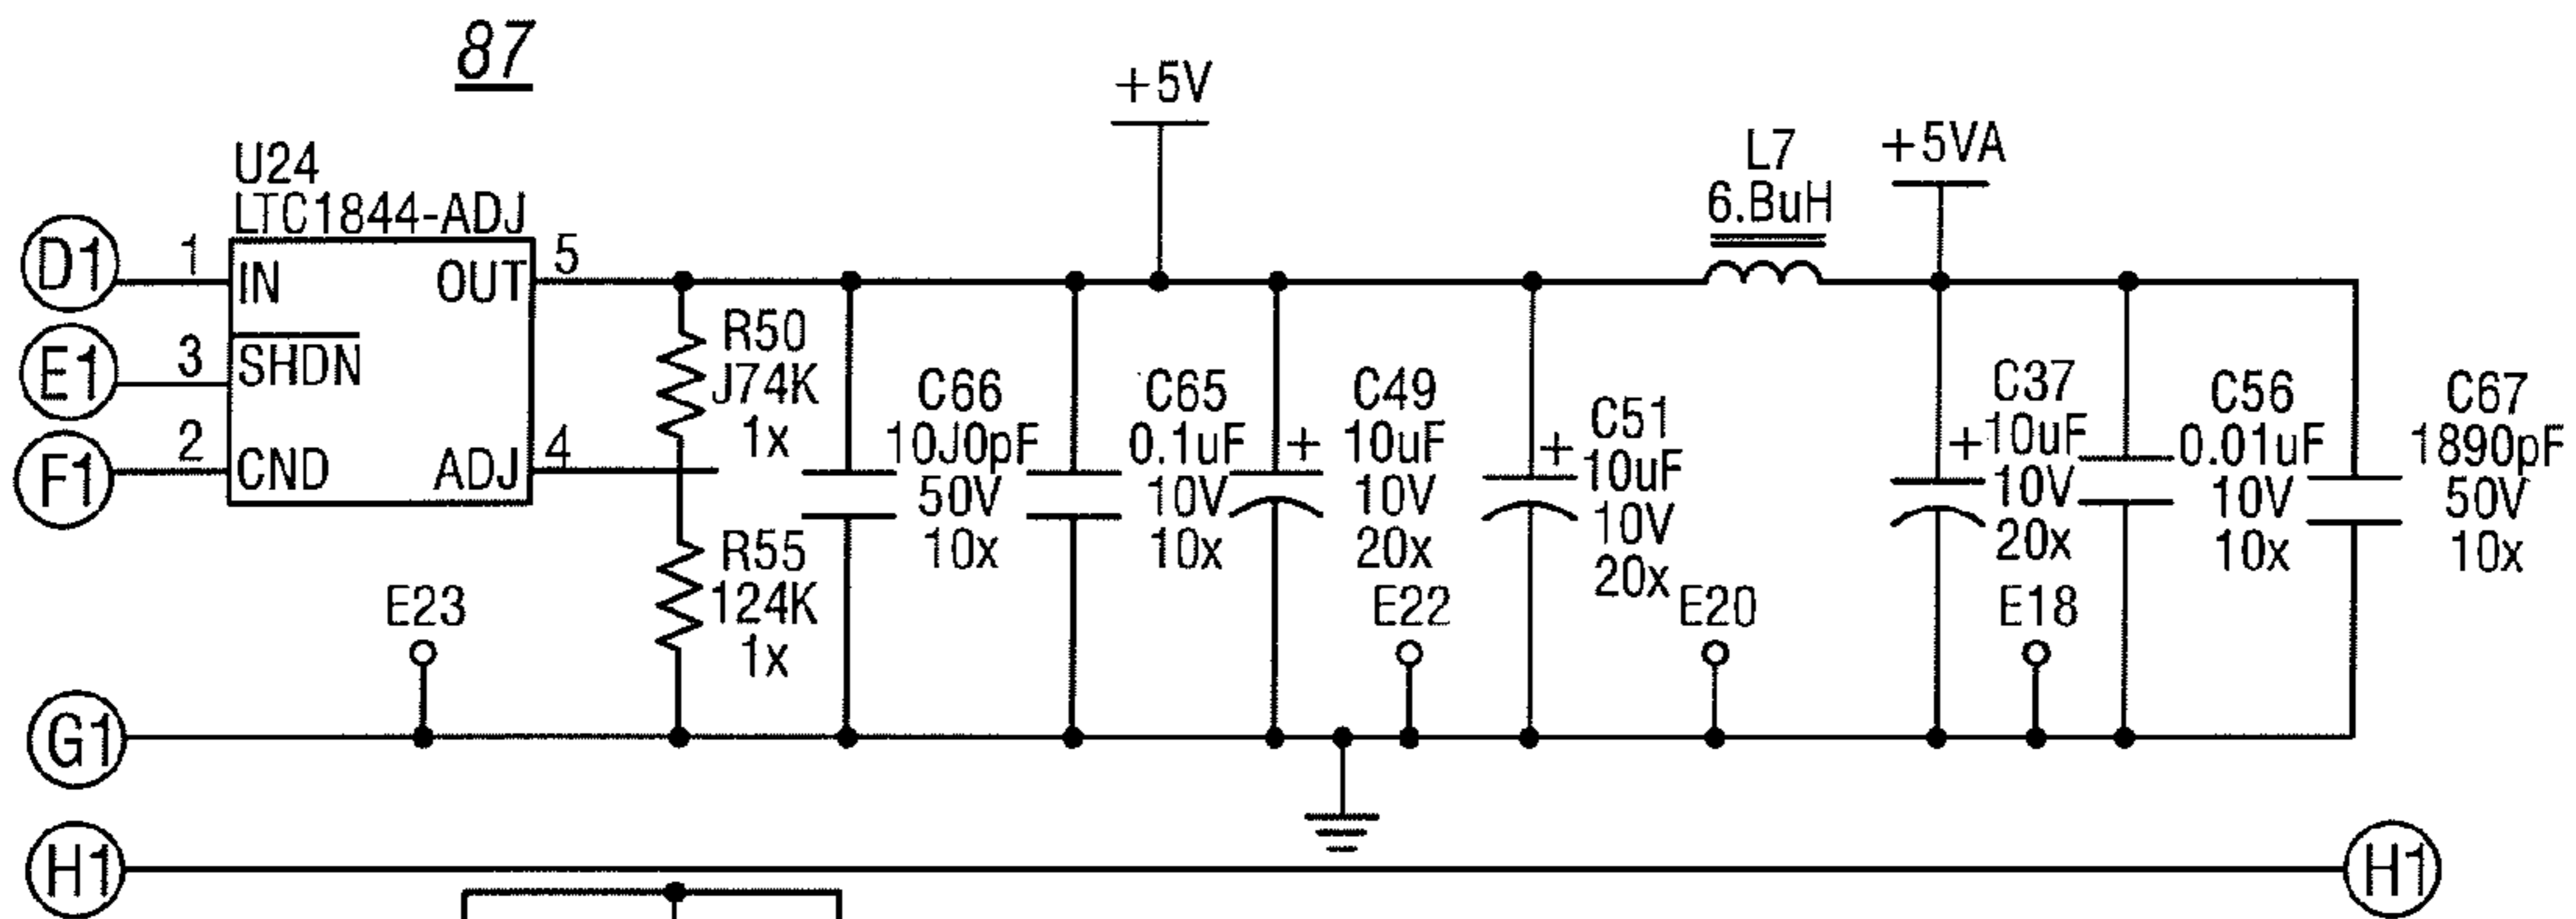 87
+5V
U24
LTC1844-ADJ
L7
6.BuH
+5VA
D1
1
IN
OUT
5
E1
3
SHDN
F1
2
CND
ADJ
4
R50
J74K
1x
R55
124K
1x
C66
10J0pF
50V
10x
C65
0.1uF
10V
10x
C49
10uF
10V
20x
C51
10uF
10V
20x
C37
10uF
10V
20x
C56
0.01uF
10V
10x
C67
1890pF
50V
10x
E23
E22
E20
E18
G1
H1
H1